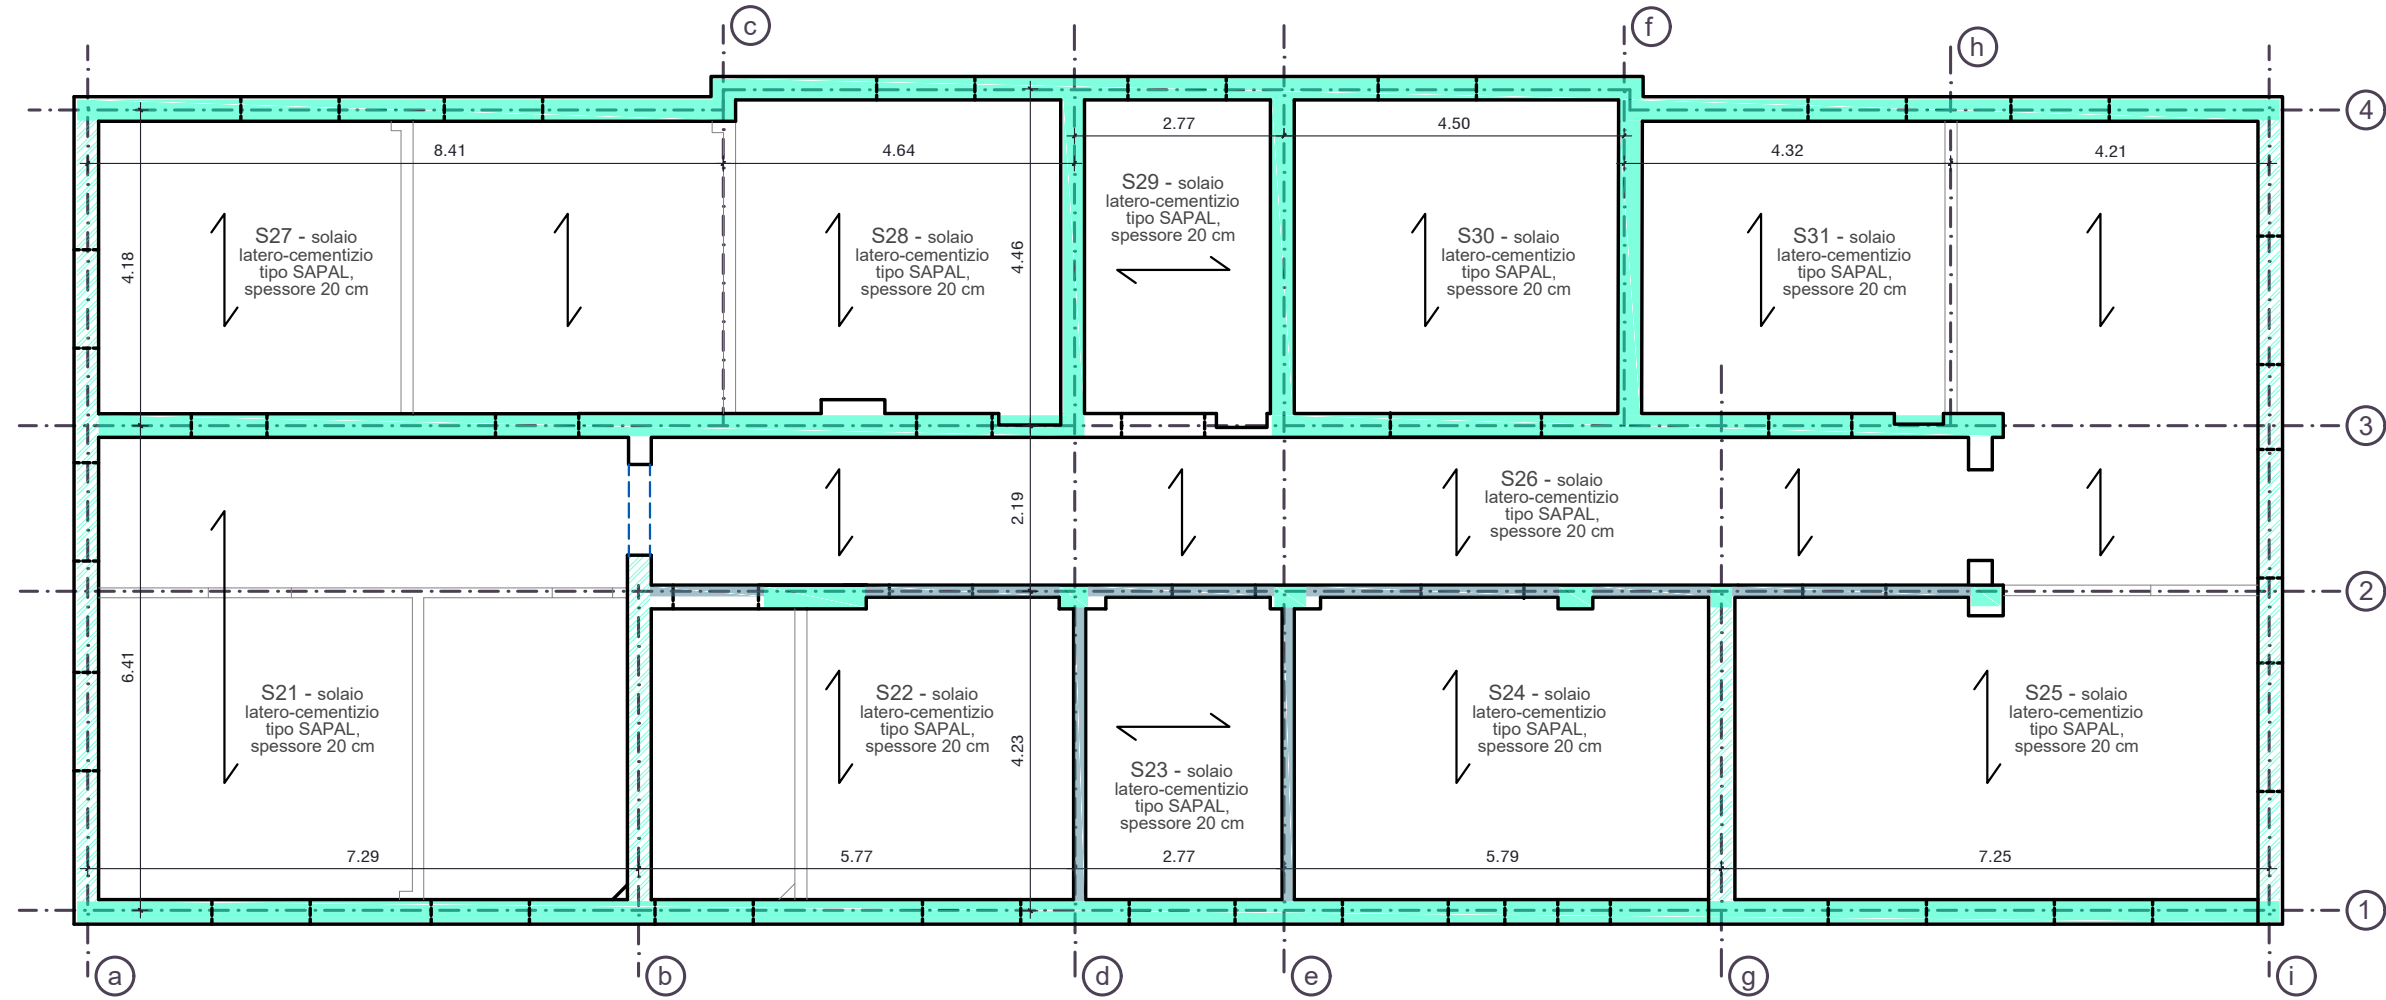 c
f
h
4
2.77
4.50
8.41
4.64
4.32
4.21
S29 - solaio
latero-cementizio
tipo SAPAL,
spessore 20 cm
S27 - solaio
latero-cementizio
tipo SAPAL,
spessore 20 cm
S28 - solaio
latero-cementizio
tipo SAPAL,
spessore 20 cm
S30 - solaio
latero-cementizio
tipo SAPAL,
spessore 20 cm
S31 - solaio
latero-cementizio
tipo SAPAL,
spessore 20 cm
4.18
4.46
3
S26 - solaio
latero-cementizio
tipo SAPAL,
spessore 20 cm
2.19
2
6.41
S21 - solaio
latero-cementizio
tipo SAPAL,
spessore 20 cm
S22 - solaio
latero-cementizio
tipo SAPAL,
spessore 20 cm
4.23
S23 - solaio
latero-cementizio
tipo SAPAL,
spessore 20 cm
S24 - solaio
latero-cementizio
tipo SAPAL,
spessore 20 cm
S25 - solaio
latero-cementizio
tipo SAPAL,
spessore 20 cm
7.29
5.77
2.77
5.79
7.25
1
a
b
d
e
g
i